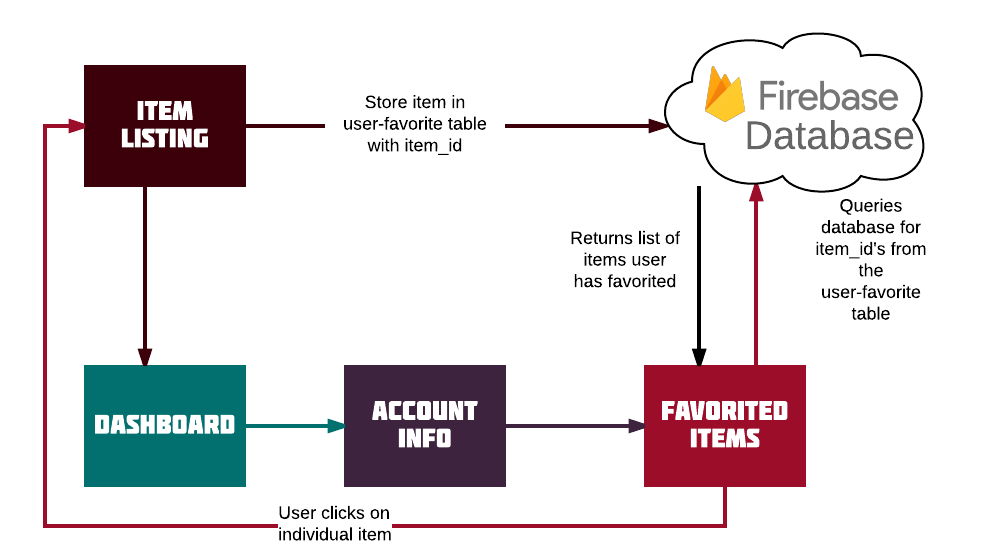 ITEM
LISTING
Store item in
user-favorite table
with item_id
Firebase
Database
Returns list of
items user
has favorited
Queries
database for
item_id's from
the
user-favorite
table
DASHBOARD
ACCOUNT
INFO
FAVORITED
ITEMS
User clicks on
individual item